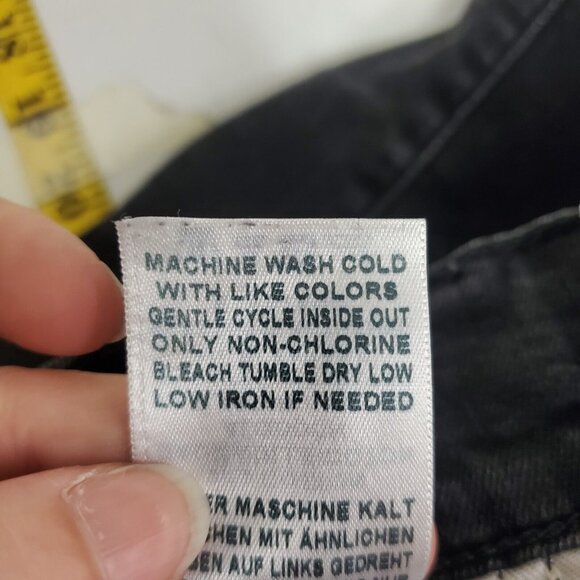 MACHINE WASH COLD
WITH LIKE COLORS
GENTLE CYCLE INSIDE OUT
ONLY NON-CHLORINE
BLEACH TUMBLE DRY LOW
LOW IRON IF NEEDED
MASCHINE KALT
MIT ÄHNLICHEN
AUF LINKS GEDREHT